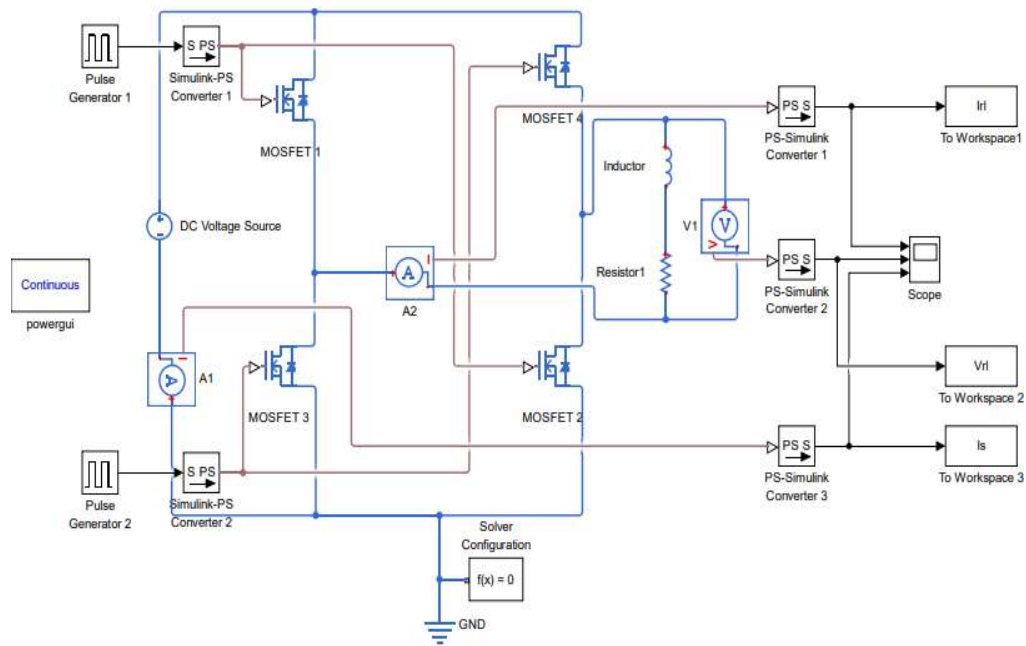 Pulse
Generator 1
S PS
Simulink-PS
Converter 1
MOSFET 1
MOSFET 4
PS S
PS-Simulink
Converter 1
Irl
To Workspace1
DC Voltage Source
Inductor
V1
V
V
Resistor1
PS-Simulink
Converter 2
PS S
Scope
Continuous
powergui
A
A2
I
A
A1
I
MOSFET 3
MOSFET 2
Vrl
To Workspace 2
Pulse
Generator 2
S PS
Simulink-PS
Converter 2
PS S
PS-Simulink
Converter 3
Is
To Workspace 3
Solver
Configuration
f(x) = 0
GND